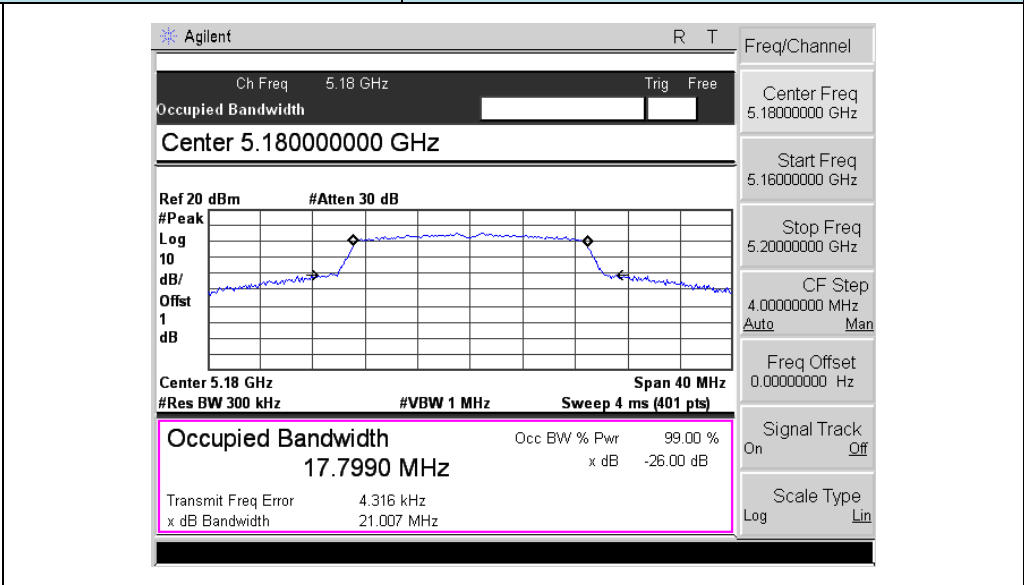 Agilent
R T
Ch Freq 5.18 GHz Trig Free
Occupied Bandwidth
Center 5.180000000 GHz
Ref 20 dBm #Atten 30 dB
#Peak
Log
10
dB/
Offst
1
dB
Center 5.18 GHz Span 40 MHz
#Res BW 300 kHz #VBW 1 MHz Sweep 4 ms (401 pts)
Occupied Bandwidth
17.7990 MHz
Occ BW % Pwr 99.00 %
x dB -26.00 dB
Transmit Freq Error 4.316 kHz
x dB Bandwidth 21.007 MHz
Freq/Channel
Center Freq
5.18000000 GHz
Start Freq
5.16000000 GHz
Stop Freq
5.20000000 GHz
CF Step
4.00000000 MHz
Auto Man
Freq Offset
0.00000000 Hz
Signal Track
On Off
Scale Type
Log Lin